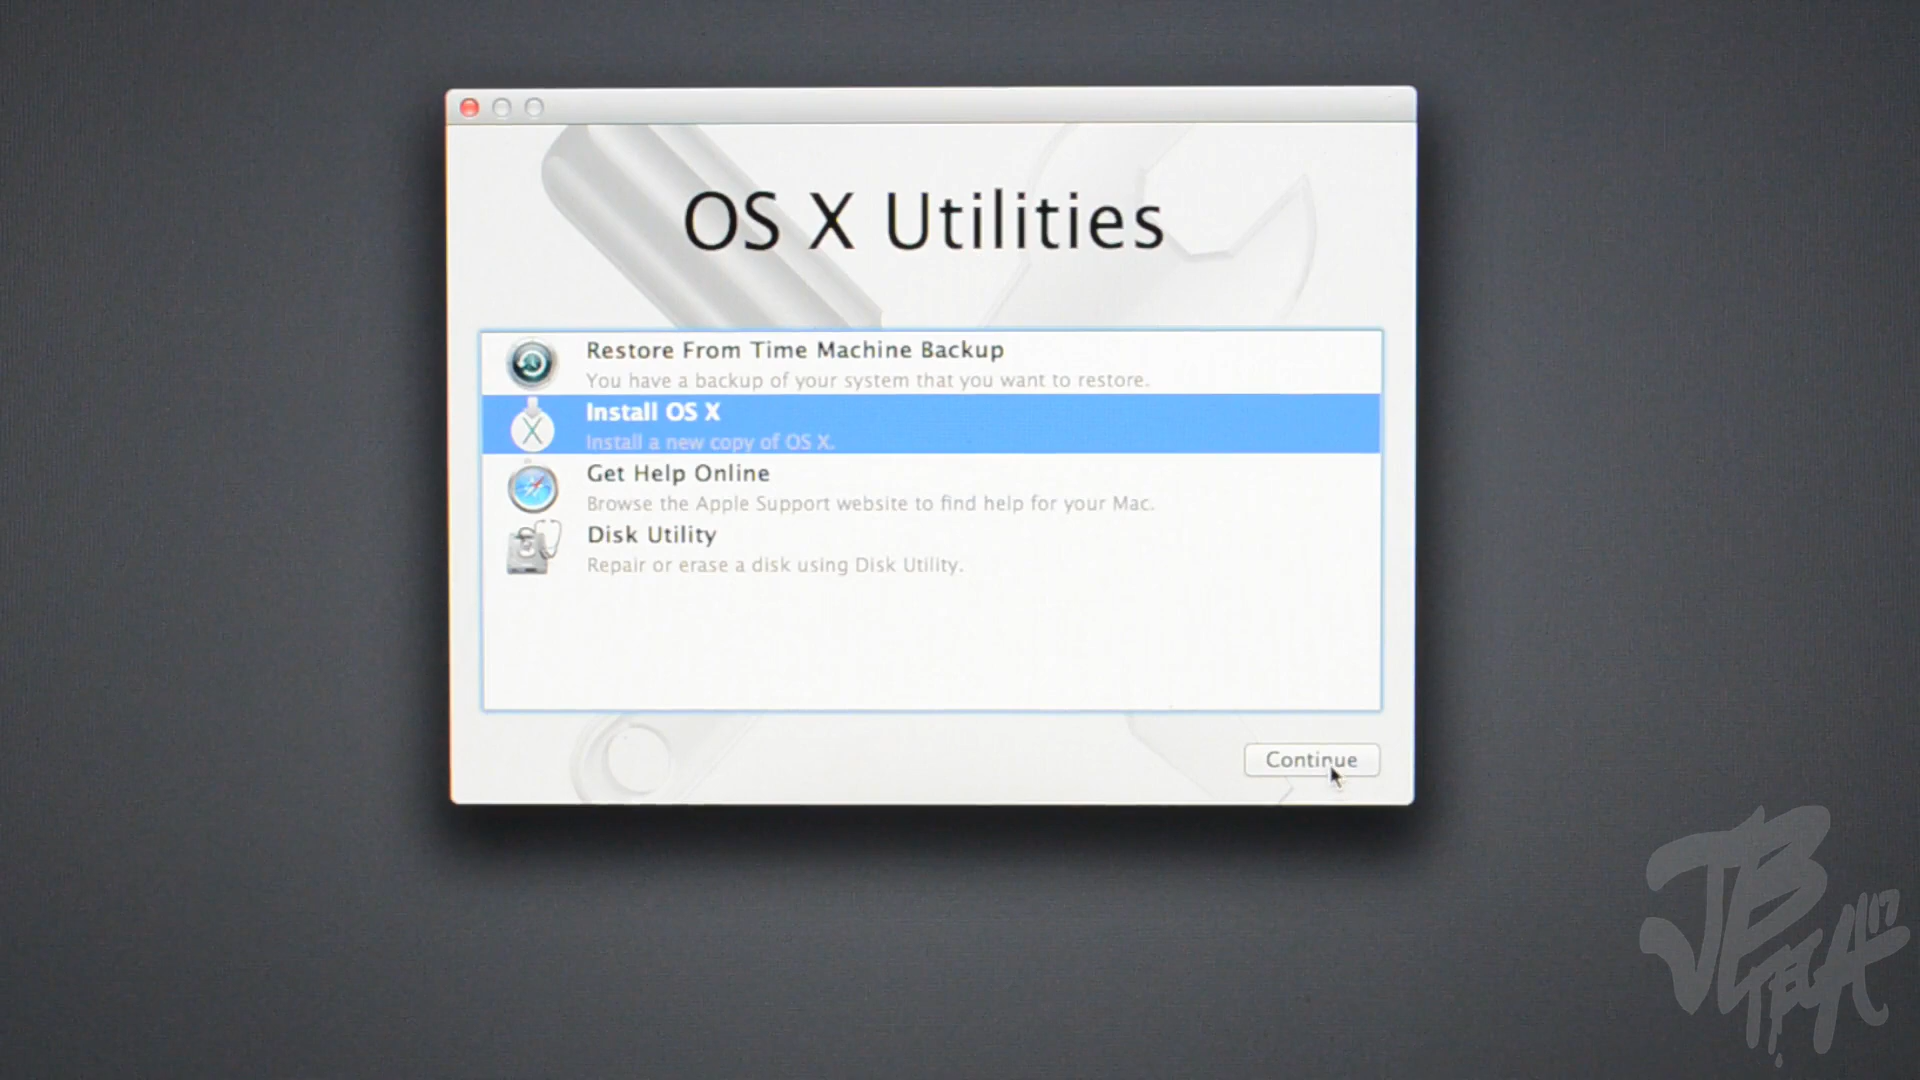 OS X Utilities
Restore From Time Machine Backup
You have a backup of your system that you want to restore.
Install OS X
Install a new copy of OS X.
Get Help Online
Browse the Apple Support website to find help for your Mac.
Disk Utility
Repair or erase a disk using Disk Utility.
Continue
JB